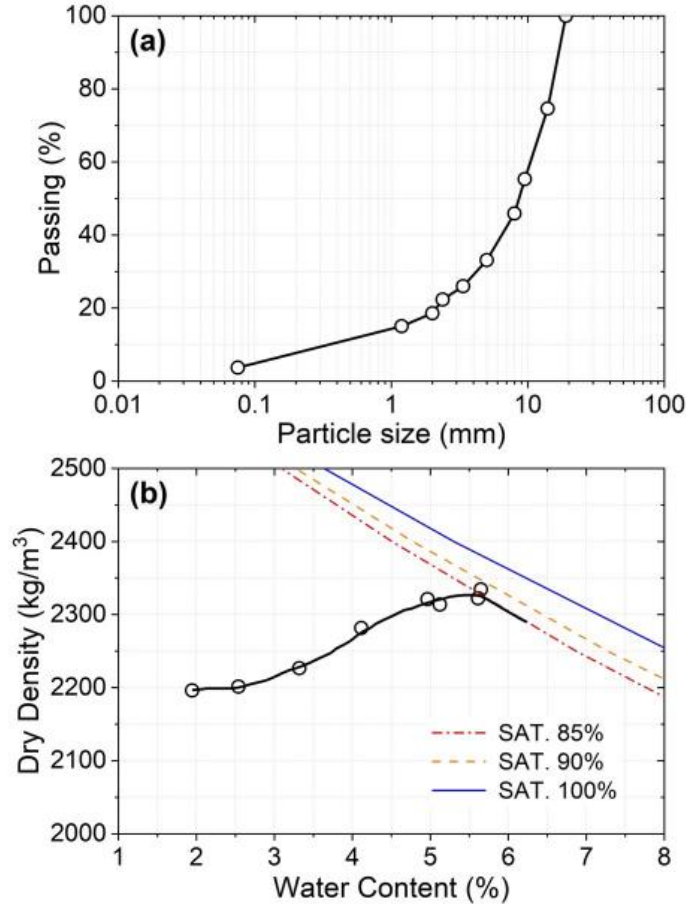 (a)
Passing (%)
100
80
60
40
20
0
0.01 0.1 1 10 100
Particle size (mm)
(b)
Dry Density (kg/m³)
2500
2400
2300
2200
2100
2000
SAT. 85%
SAT. 90%
SAT. 100%
1 2 3 4 5 6 7 8
Water Content (%)